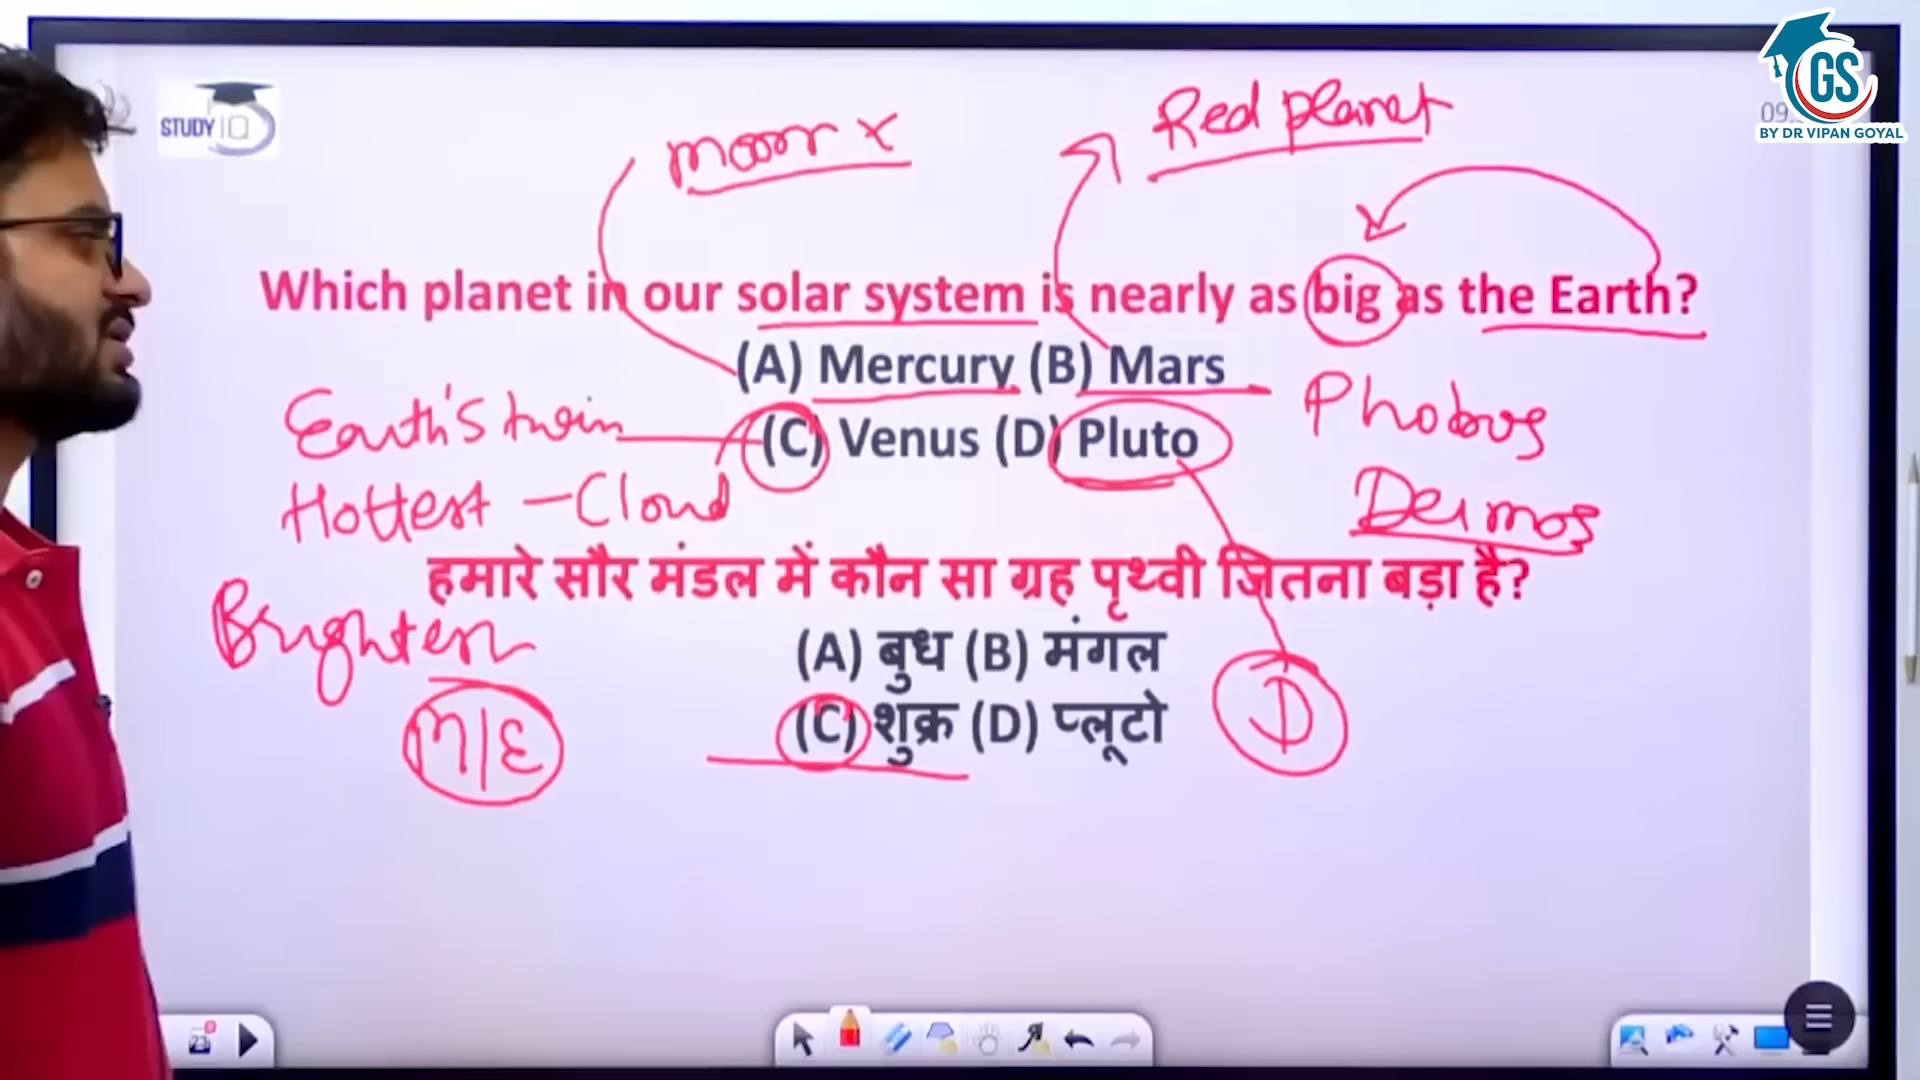 GS
BY DR VIPAN GOYAL
STUDY IQ
09
moon x
Red planet
Which planet in our solar system is nearly as big as the Earth?
(A) Mercury (B) Mars
(C) Venus (D) Pluto
Earth's twin
Hottest - Cloud
Phobos
Deimos
हमारे सौर मंडल में कौन सा ग्रह पृथ्वी जितना बड़ा है?
Brightest
(A) बुध (B) मंगल
(C) शुक्र (D) प्लूटो
M/E
D